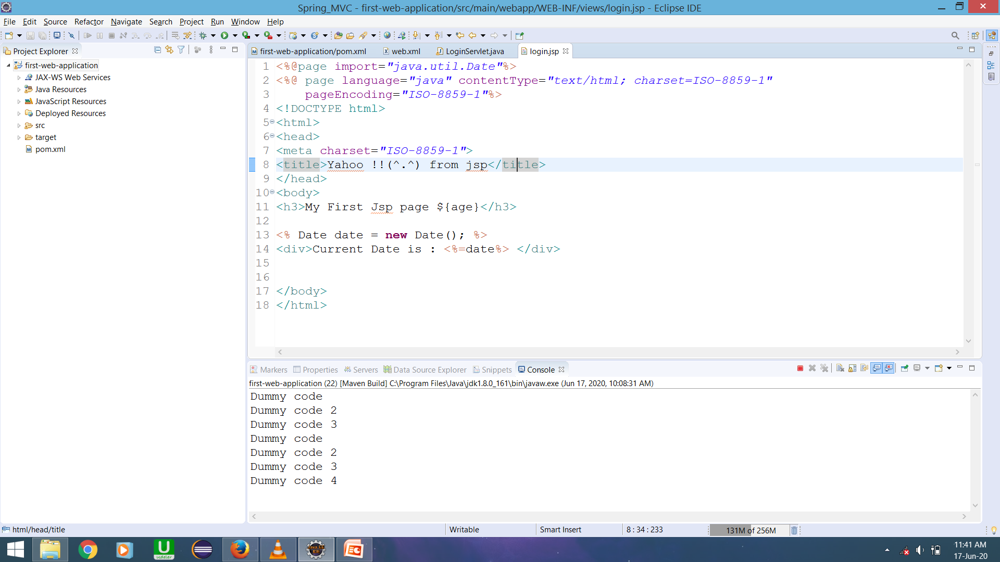 Spring_MVC - first-web-application/src/main/webapp/WEB-INF/views/login.jsp - Eclipse IDE
File Edit Source Refactor Navigate Search Project Run Window Help
Project Explorer
first-web-application
JAX-WS Web Services
Java Resources
JavaScript Resources
Deployed Resources
src
target
pom.xml
first-web-application/pom.xml web.xml LoginServlet.java login.jsp
1 <%@page import="java.util.Date"%>
2 <%@ page language="java" contentType="text/html; charset=ISO-8859-1"
3 pageEncoding="ISO-8859-1"%>
4 <!DOCTYPE html>
5 <html>
6 <head>
7 <meta charset="ISO-8859-1">
8 <title>Yahoo !!(^.^) from jsp</title>
9 </head>
10 <body>
11 <h3>My First Jsp page ${age}</h3>
12
13 <% Date date = new Date(); %>
14 <div>Current Date is : <%=date%> </div>
15
16
17 </body>
18 </html>
Markers Properties Servers Data Source Explorer Snippets Console
first-web-application (22) [Maven Build] C:\Program Files\Java\jdk1.8.0_161\bin\javaw.exe (Jun 17, 2020, 10:08:31 AM)
Dummy code
Dummy code 2
Dummy code 3
Dummy code
Dummy code 2
Dummy code 3
Dummy code 4
html/head/title Writable Smart Insert 8 : 34 : 233 131M of 256M
U
udeler
Java EE
IDE
11:41 AM
17-Jun-20